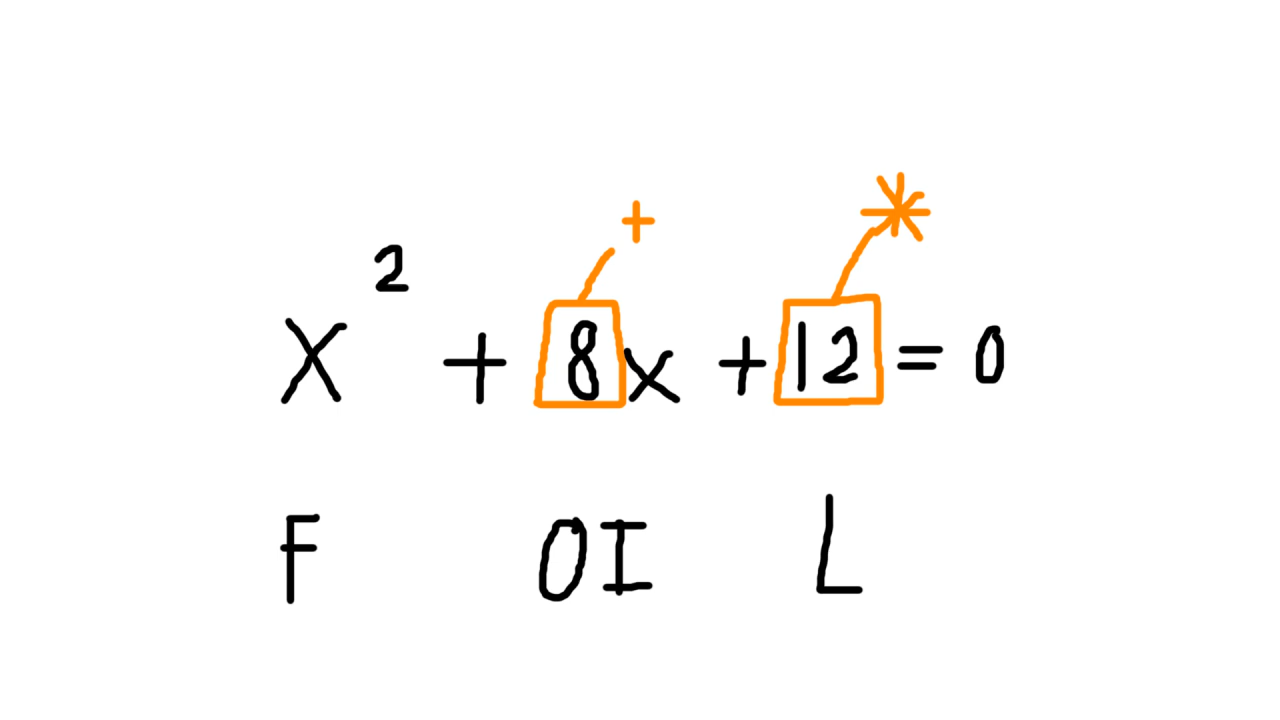 + *
x² + 8x + 12 = 0
F OI L